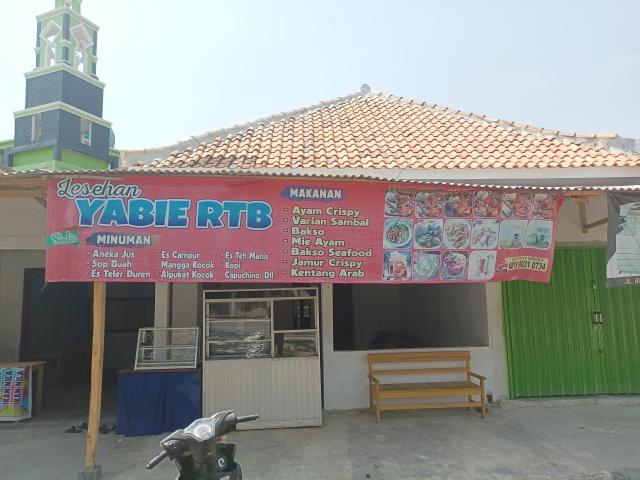 Lesehan
YABIE RTB
Sedia
MINUMAN
· Aneka Jus
· Sop Buah
· Es Teler Duren
· Es Campur
· Mangga Kocok
· Alpukat Kocok
· Es Teh Manis
· Kopi
· Capuchino, Dll
MAKANAN
· Ayam Crispy
· Varian Sambal
· Bakso
· Mie Ayam
· Bakso Seafood
· Jamur Crispy
· Kentang Arab